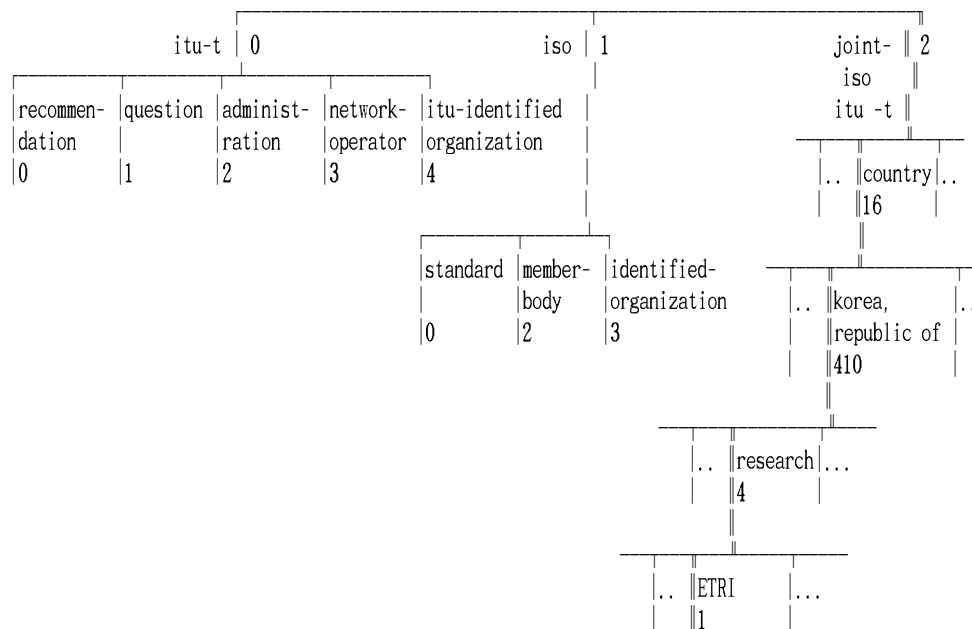 itu-t 0 iso 1 joint- 2
iso
recommen- question administ- network- itu-identified itu -t
dation ration operator organization
0 1 2 3 4 .. country ..
16
standard member- identified-
body organization .. korea, ..
0 2 3 republic of
410
.. research ...
4
.. ETRI ...
1